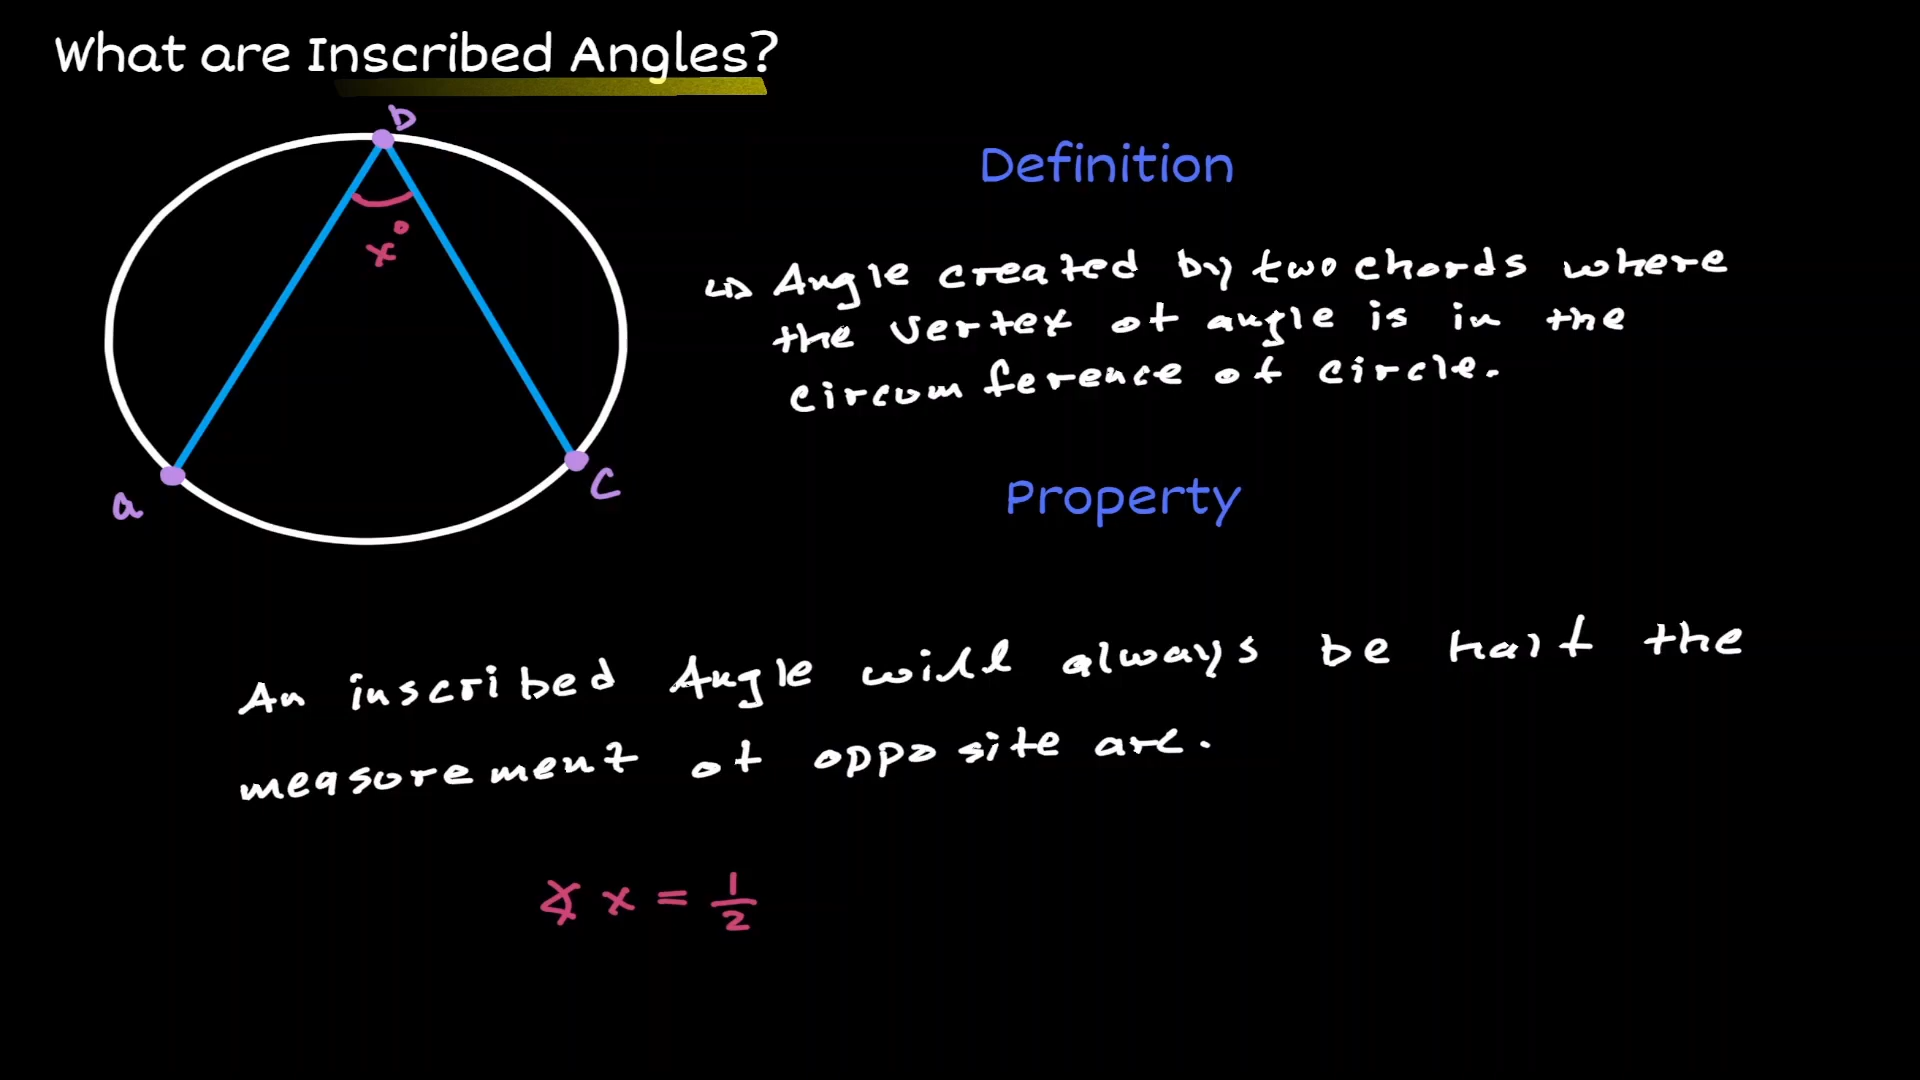 What are Inscribed Angles?
b
Definition
x°
↳ Angle created by two chords where
the vertex of angle is in the
circumference of circle.
a
c
Property
An inscribed Angle will always be half the
measurement of opposite arc.
∡ x = 1/2